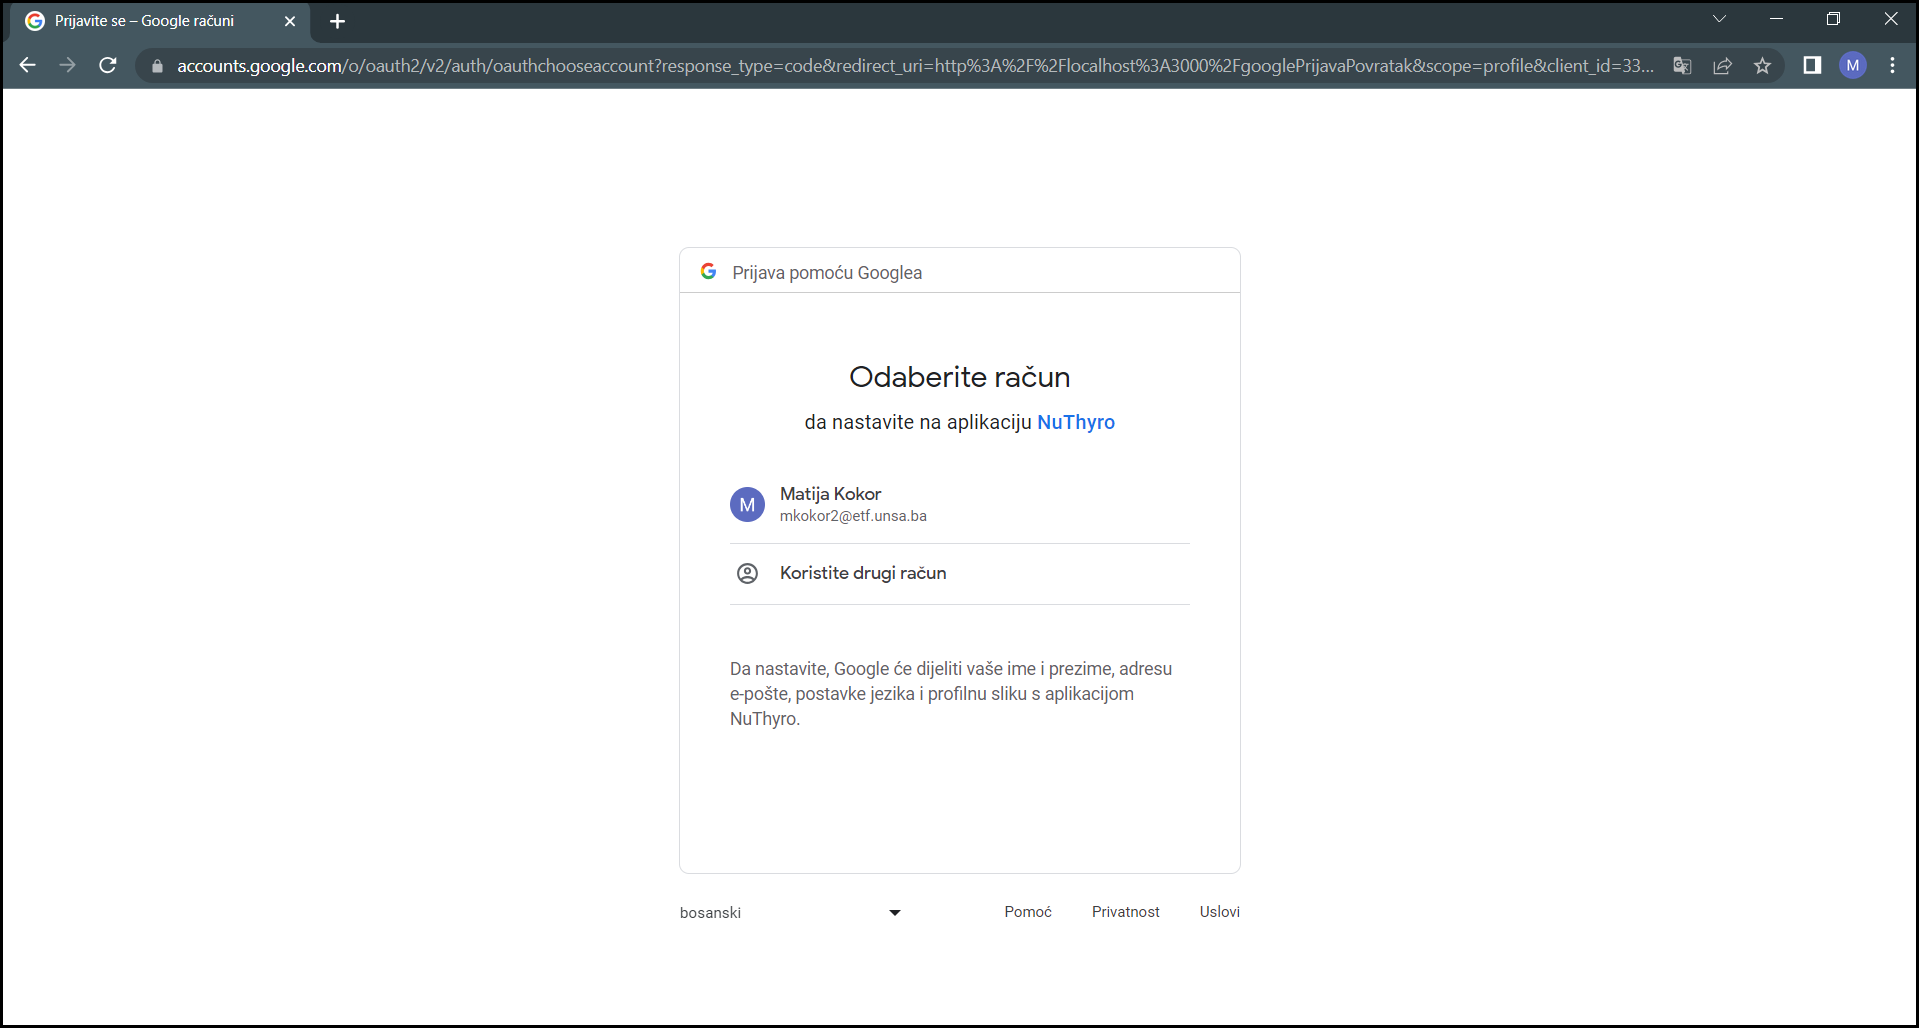 Prijavite se – Google računi
accounts.google.com/o/oauth2/v2/auth/oauthchooseaccount?response_type=code&redirect_uri=http%3A%2F%2Flocalhost%3A3000%2FgooglePrijavaPovratak&scope=profile&client_id=33...
M
Prijava pomoću Googlea
Odaberite račun
da nastavite na aplikaciju NuThyro
M
Matija Kokor
mkokor2@etf.unsa.ba
Koristite drugi račun
Da nastavite, Google će dijeliti vaše ime i prezime, adresu
e-pošte, postavke jezika i profilnu sliku s aplikacijom
NuThyro.
bosanski
Pomoć
Privatnost
Uslovi